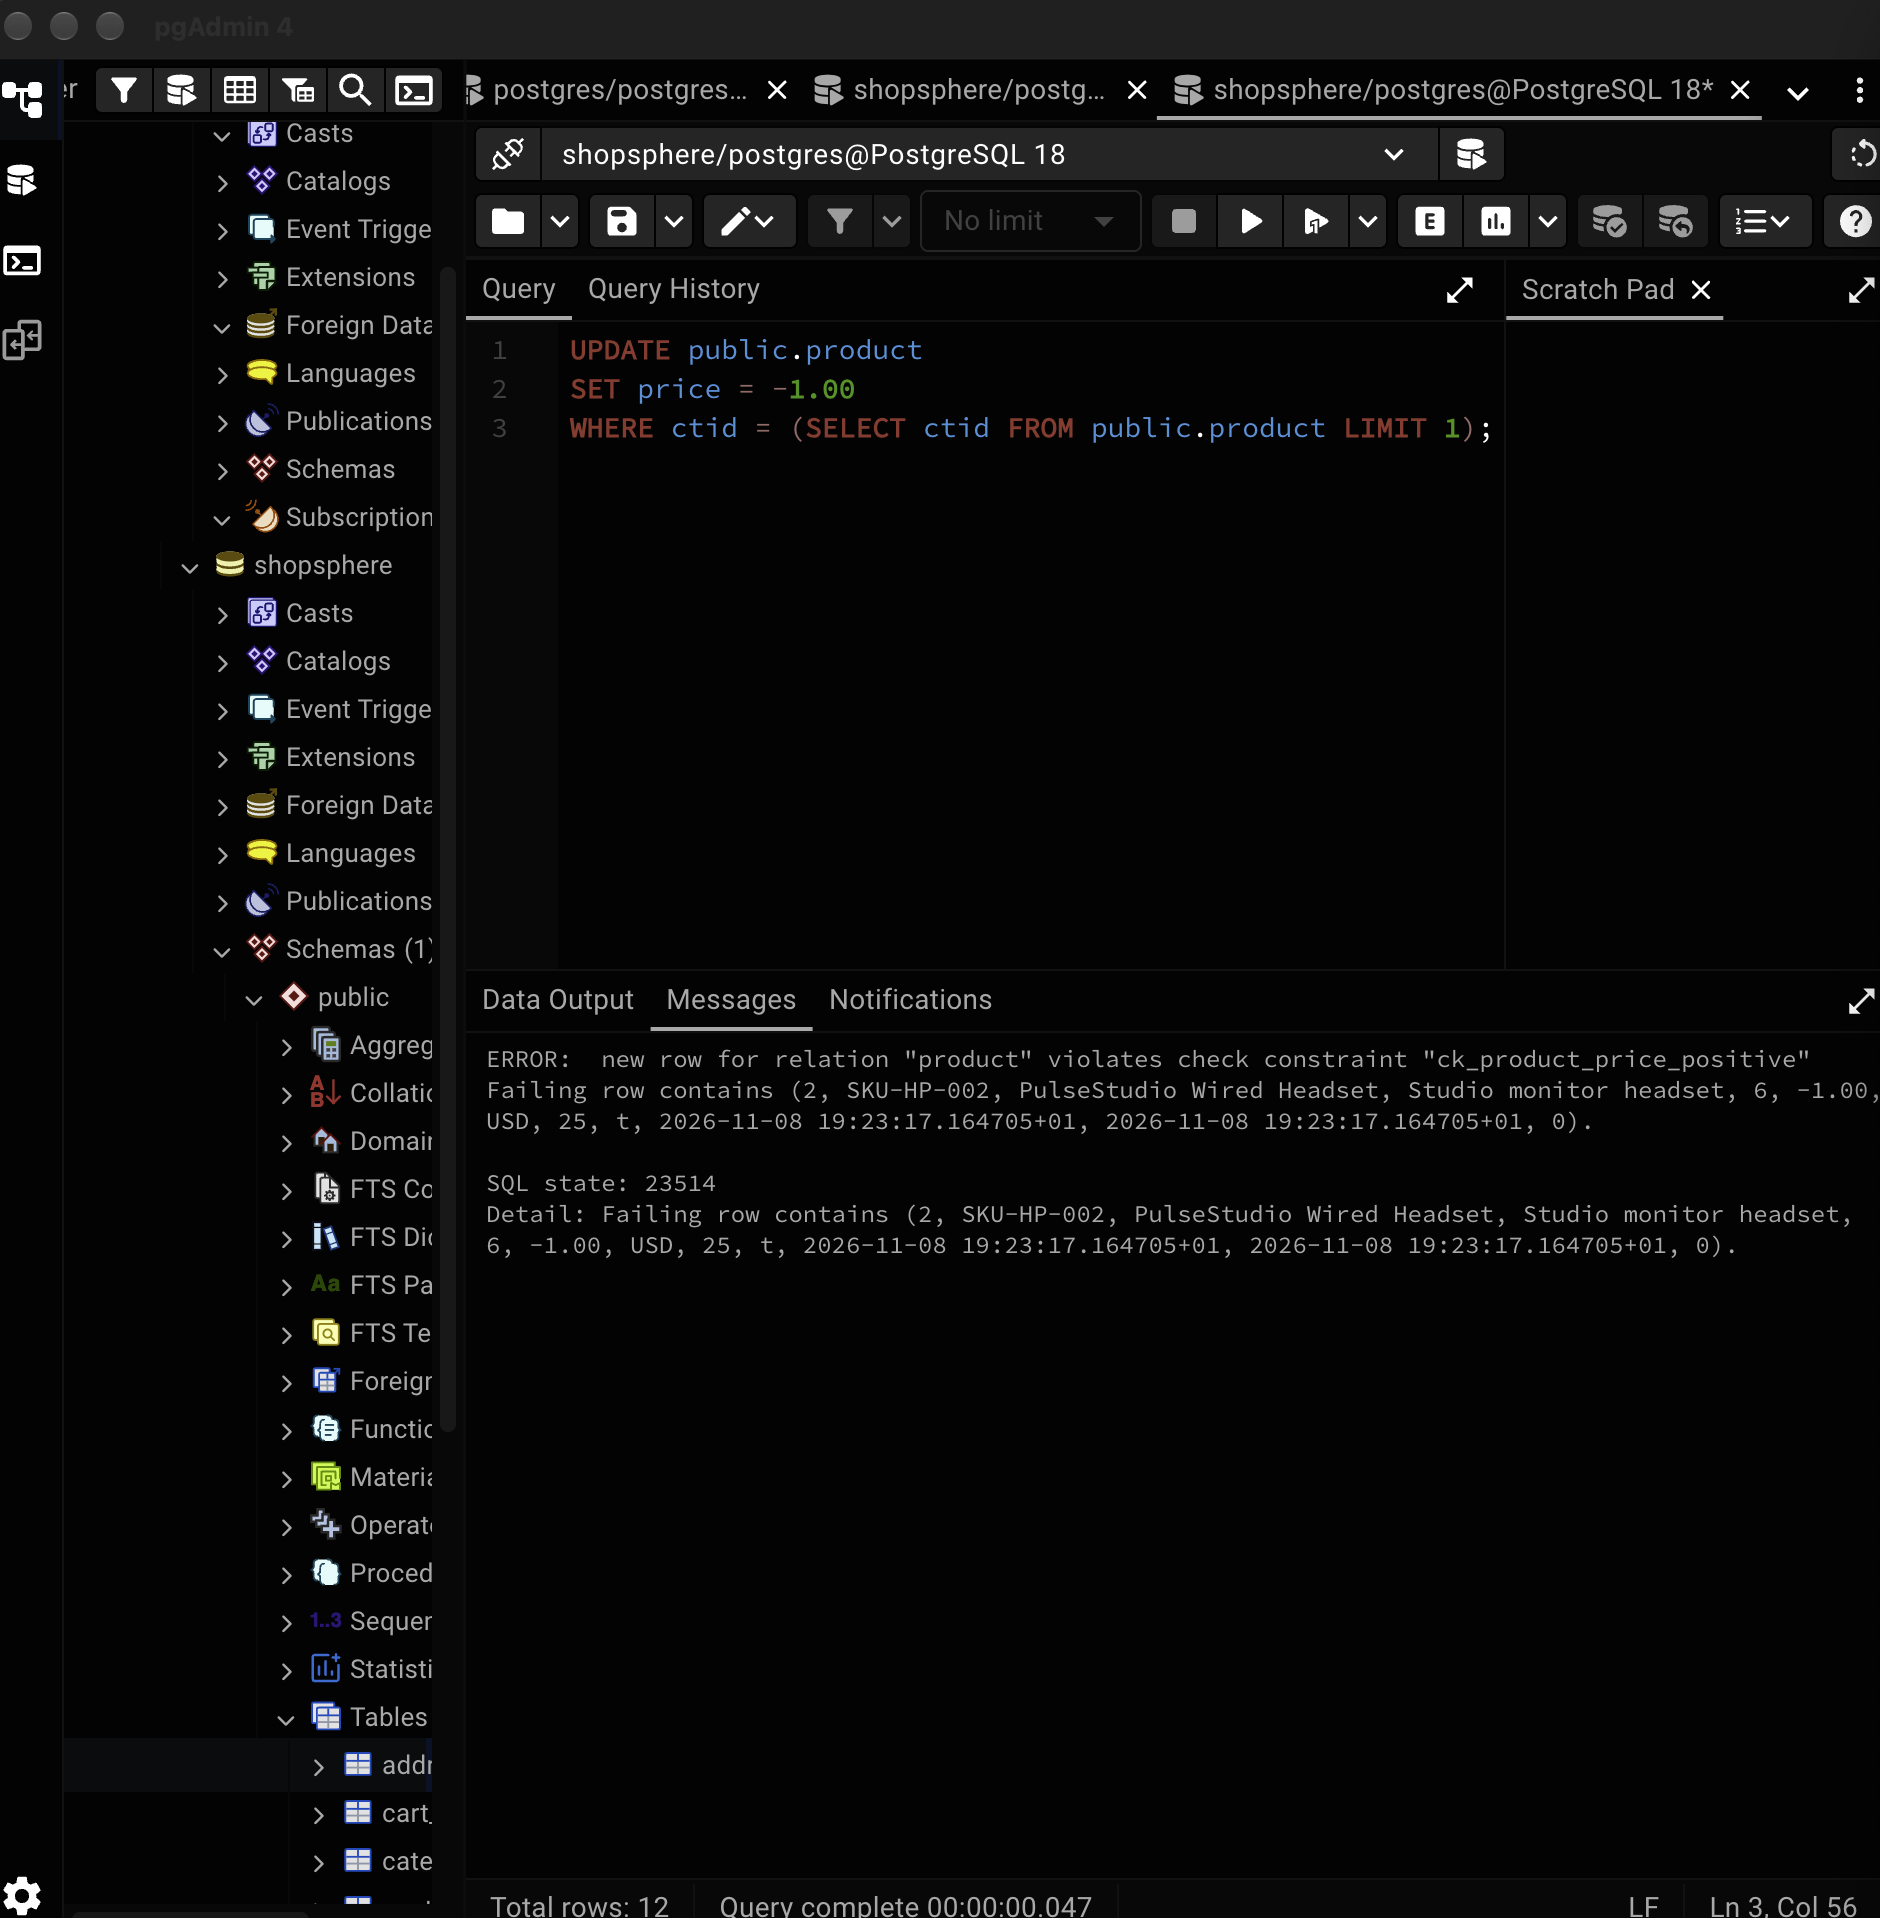 pgAdmin 4
er
postgres/postgres...
shopsphere/postg...
shopsphere/postgres@PostgreSQL 18*
shopsphere/postgres@PostgreSQL 18
No limit
E
Query
Query History
Scratch Pad
1 UPDATE public.product
2 SET price = -1.00
3 WHERE ctid = (SELECT ctid FROM public.product LIMIT 1);
Casts
Catalogs
Event Trigge
Extensions
Foreign Data
Languages
Publications
Schemas
Subscription
shopsphere
Casts
Catalogs
Event Trigge
Extensions
Foreign Data
Languages
Publications
Schemas (1)
public
Aggreg
Collatio
Domain
FTS Co
FTS Dic
FTS Pa
FTS Te
Foreign
Functio
Materia
Operato
Proced
1..3 Sequen
Statisti
Tables
addr
cart_
cate
Data Output
Messages
Notifications
ERROR:  new row for relation "product" violates check constraint "ck_product_price_positive"
Failing row contains (2, SKU-HP-002, PulseStudio Wired Headset, Studio monitor headset, 6, -1.00,
USD, 25, t, 2026-11-08 19:23:17.164705+01, 2026-11-08 19:23:17.164705+01, 0).
SQL state: 23514
Detail: Failing row contains (2, SKU-HP-002, PulseStudio Wired Headset, Studio monitor headset,
6, -1.00, USD, 25, t, 2026-11-08 19:23:17.164705+01, 2026-11-08 19:23:17.164705+01, 0).
Total rows: 12
Query complete 00:00:00.047
LF
Ln 3, Col 56